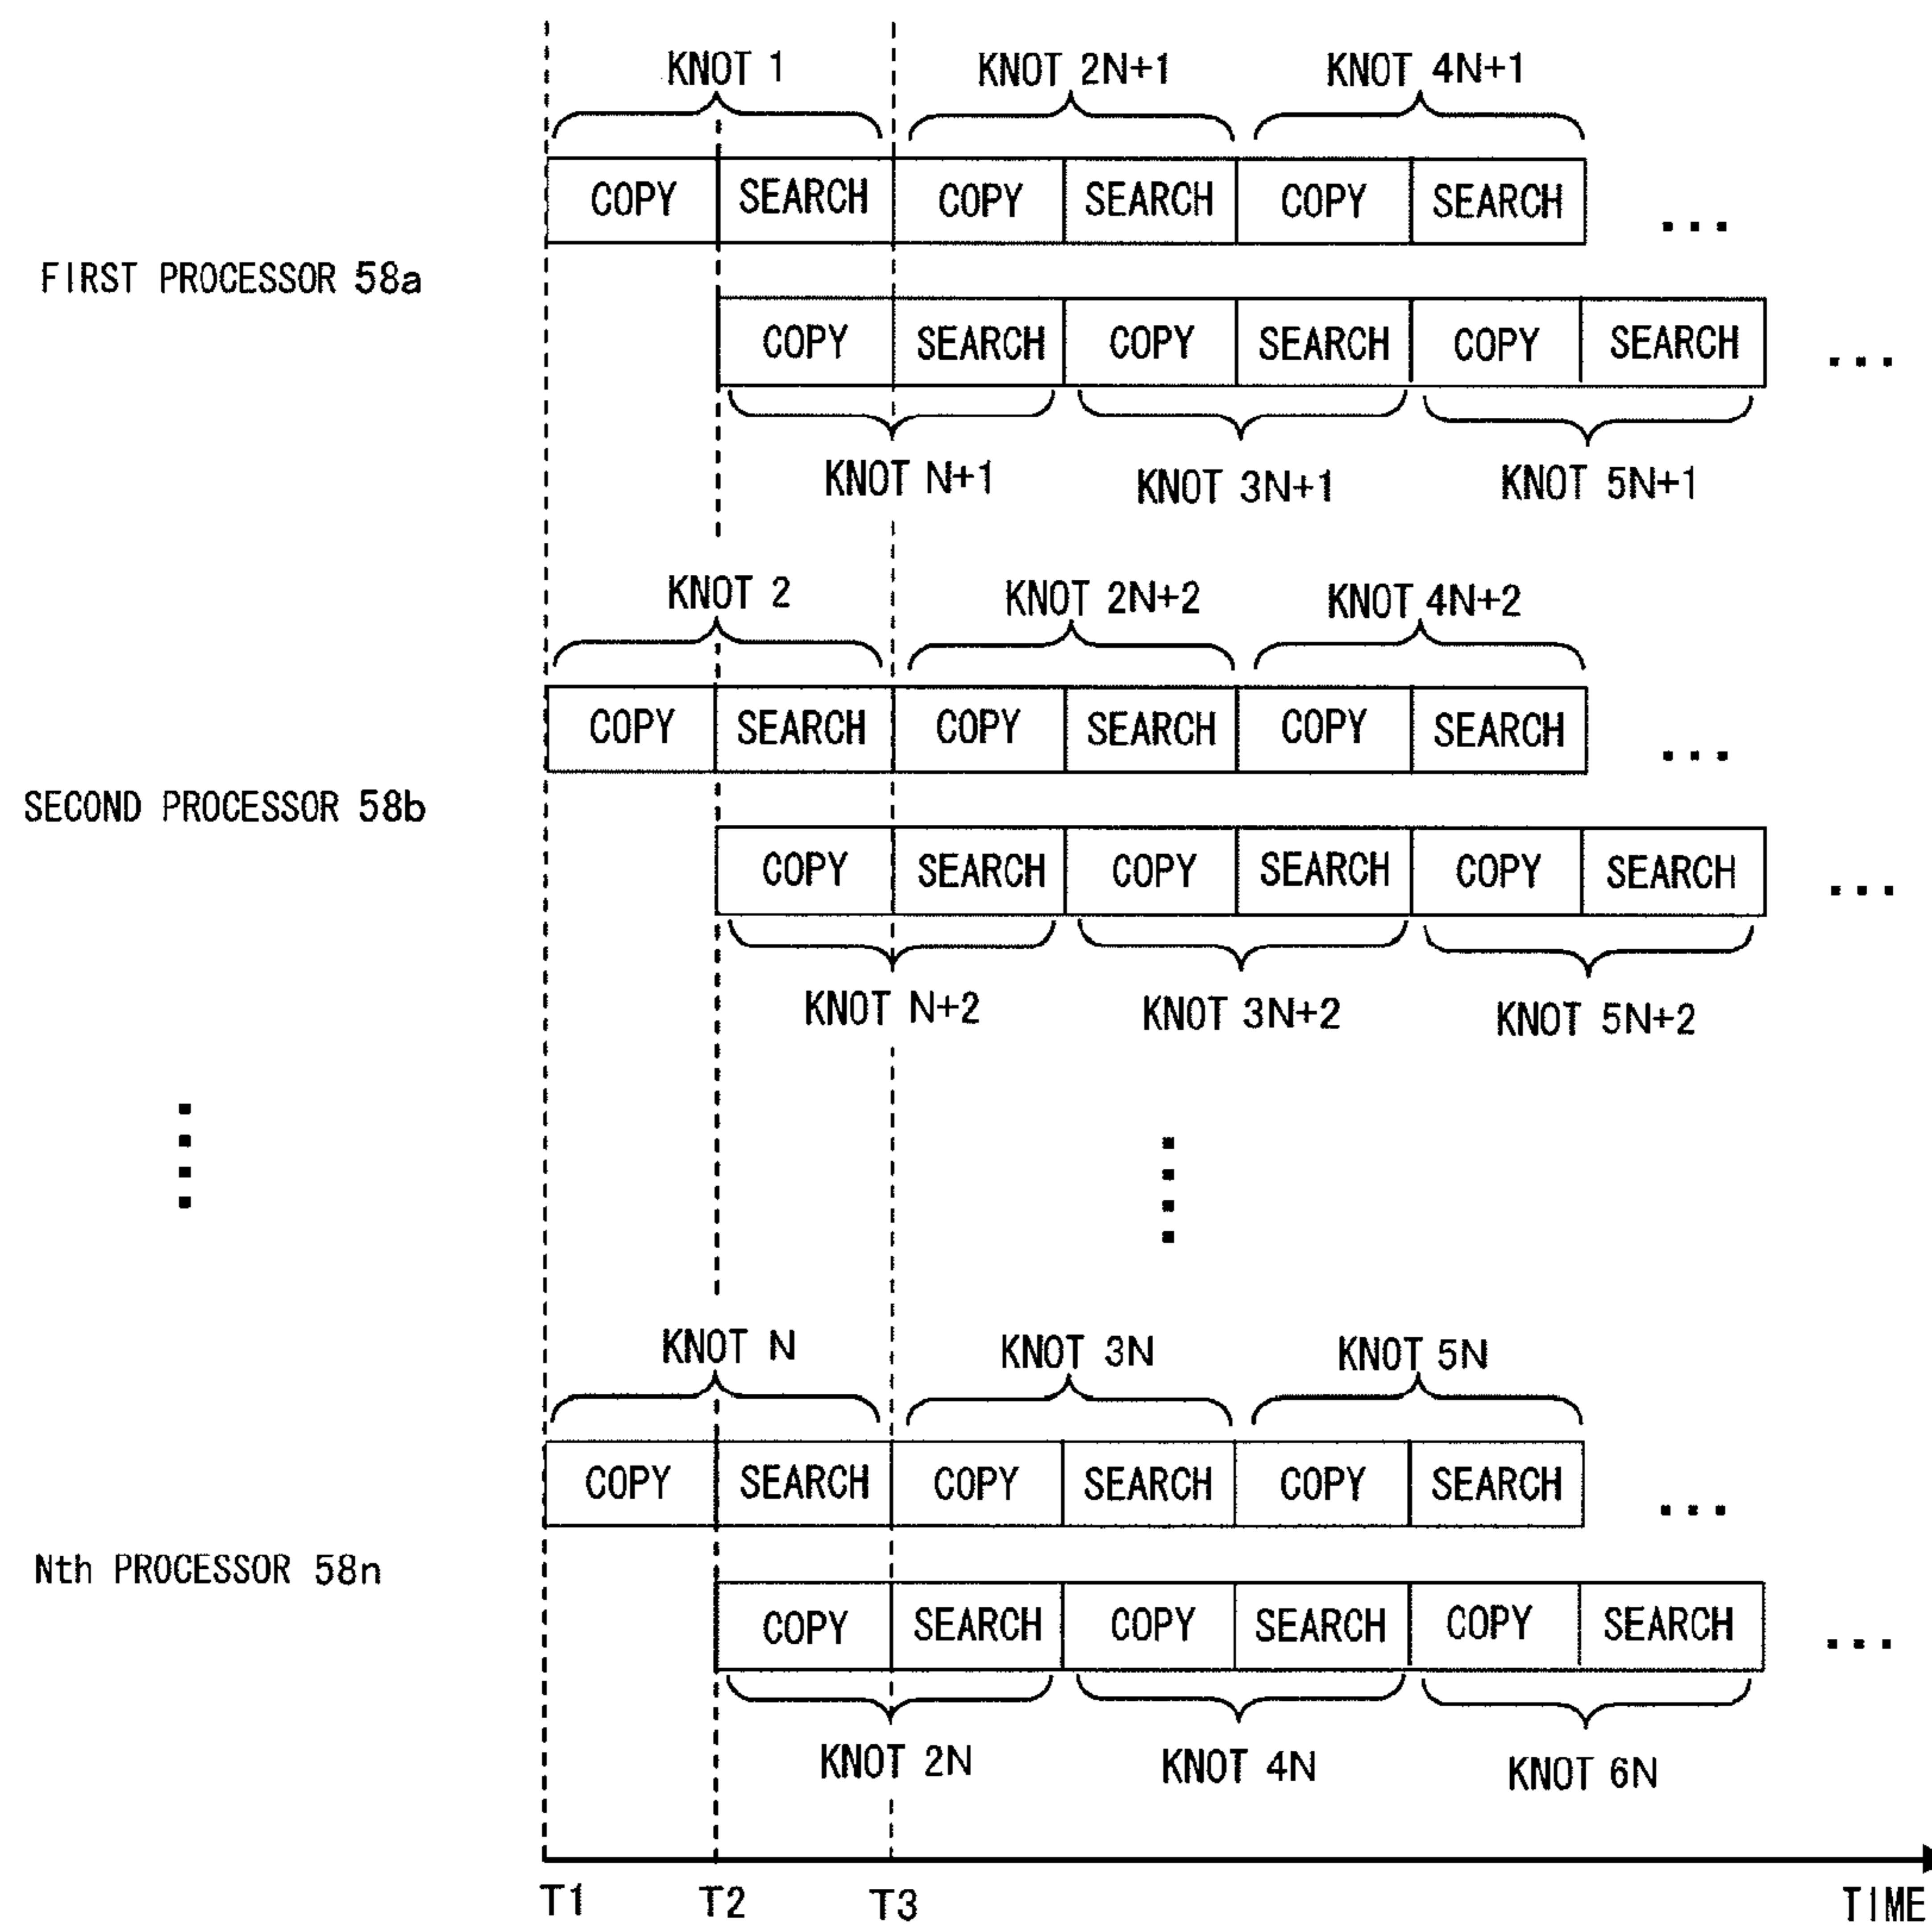 KNOT 1 KNOT 2N+1 KNOT 4N+1
COPY SEARCH COPY SEARCH COPY SEARCH ...
FIRST PROCESSOR 58a
COPY SEARCH COPY SEARCH COPY SEARCH ...
KNOT N+1 KNOT 3N+1 KNOT 5N+1
KNOT 2 KNOT 2N+2 KNOT 4N+2
COPY SEARCH COPY SEARCH COPY SEARCH ...
SECOND PROCESSOR 58b
COPY SEARCH COPY SEARCH COPY SEARCH ...
KNOT N+2 KNOT 3N+2 KNOT 5N+2
KNOT N KNOT 3N KNOT 5N
COPY SEARCH COPY SEARCH COPY SEARCH ...
Nth PROCESSOR 58n
COPY SEARCH COPY SEARCH COPY SEARCH ...
KNOT 2N KNOT 4N KNOT 6N
T1 T2 T3 TIME